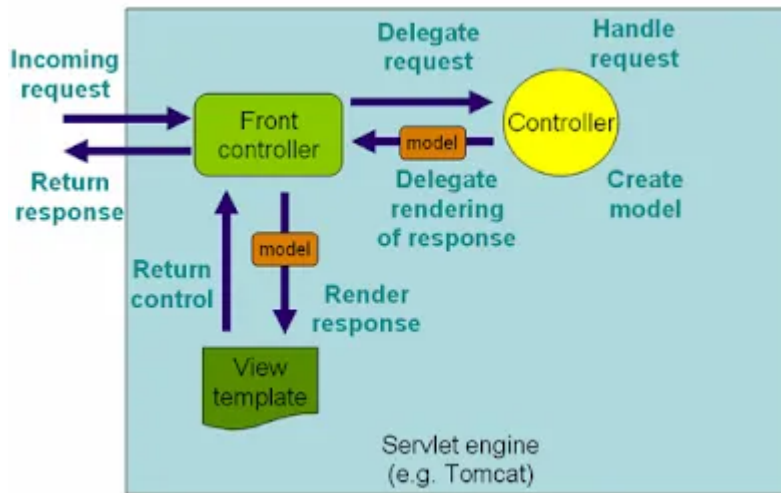 Incoming
request
Return
response
Front
controller
Delegate
request
model
Delegate
rendering
of response
Handle
request
Controller
Create
model
Return
control
model
Render
response
View
template
Servlet engine
(e.g. Tomcat)